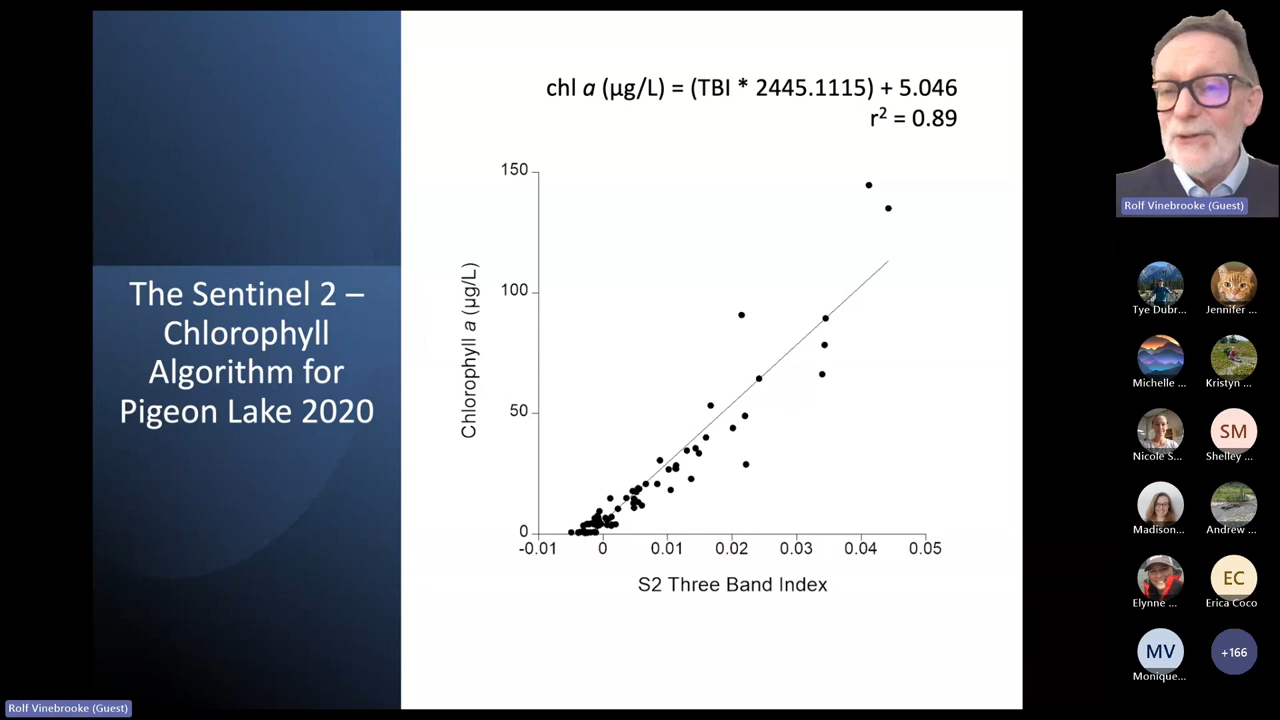 The Sentinel 2 –
Chlorophyll
Algorithm for
Pigeon Lake 2020
chl a (µg/L) = (TBI * 2445.1115) + 5.046
r² = 0.89
150
100
50
0
Chlorophyll a (µg/L)
-0.01 0 0.01 0.02 0.03 0.04 0.05
S2 Three Band Index
Rolf Vinebrooke (Guest)
Tye Dubr... Jennifer ...
Michelle ... Kristyn ...
SM
Nicole S... Shelley ...
Madison... Andrew ...
EC
Elynne ... Erica Coco
MV +166
Monique...
Rolf Vinebrooke (Guest)